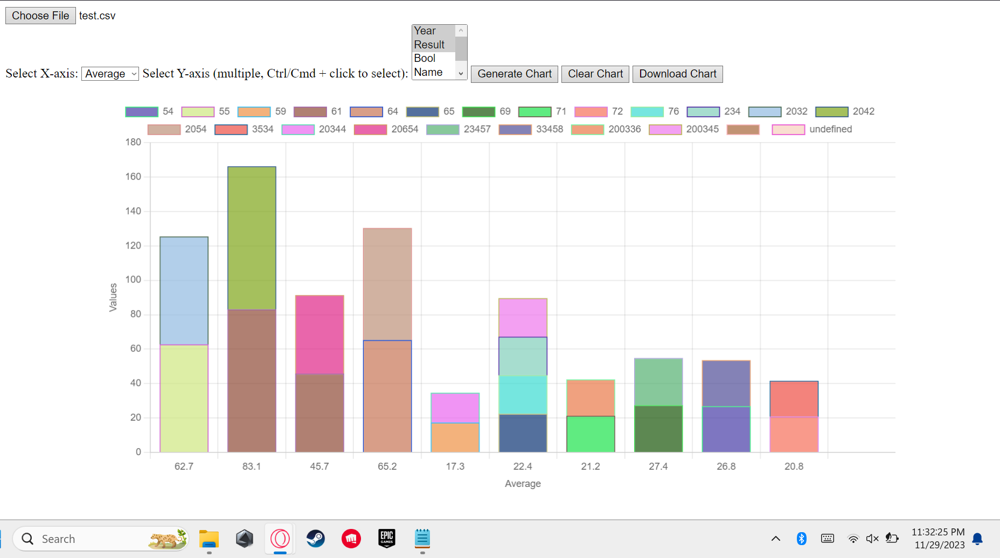 Choose File test.csv
Year
Result
Bool
Name
Select X-axis: Average Select Y-axis (multiple, Ctrl/Cmd + click to select): Generate Chart Clear Chart Download Chart
54 55 59 61 64 65 69 71 72 76 234 2032 2042
2054 3534 20344 20654 23457 33458 200336 200345 undefined
180
160
140
120
100
80
60
40
20
0
Values
62.7 83.1 45.7 65.2 17.3 22.4 21.2 27.4 26.8 20.8
Average
Search
EPIC
GAMES
11:32:25 PM
11/29/2023